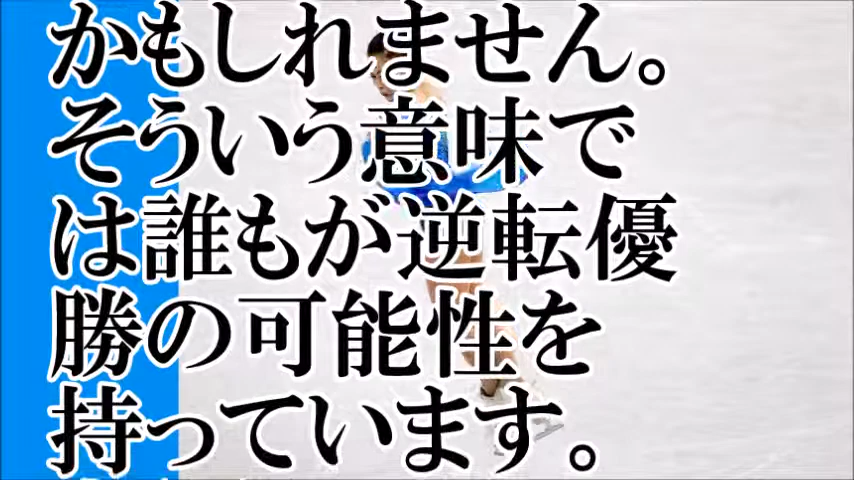 かもしれません。
そういう意味で
は誰もが逆転優
勝の可能性を
持っています。